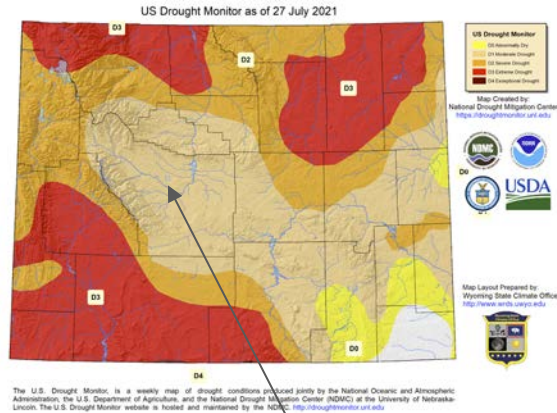 US Drought Monitor as of 27 July 2021
D3
D2
D3
US Drought Monitor
D0 Abnormally Dry
D1 Moderate Drought
D2 Severe Drought
D3 Extreme Drought
D4 Exceptional Drought
Map Created by:
National Drought Mitigation Center
https://droughtmonitor.unl.edu
NDMC
NOAA
D0
USDA
D3
D0
D4
Map Layout Prepared by:
Wyoming State Climate Office
http://www.wrds.uwyo.edu
The U.S. Drought Monitor, is a weekly map of drought conditions produced jointly by the National Oceanic and Atmospheric
Administration, the U.S. Department of Agriculture, and the National Drought Mitigation Center (NDMC) at the University of Nebraska-
Lincoln. The U.S. Drought Monitor website is hosted and maintained by the NDMC. http://droughtmonitor.unl.edu